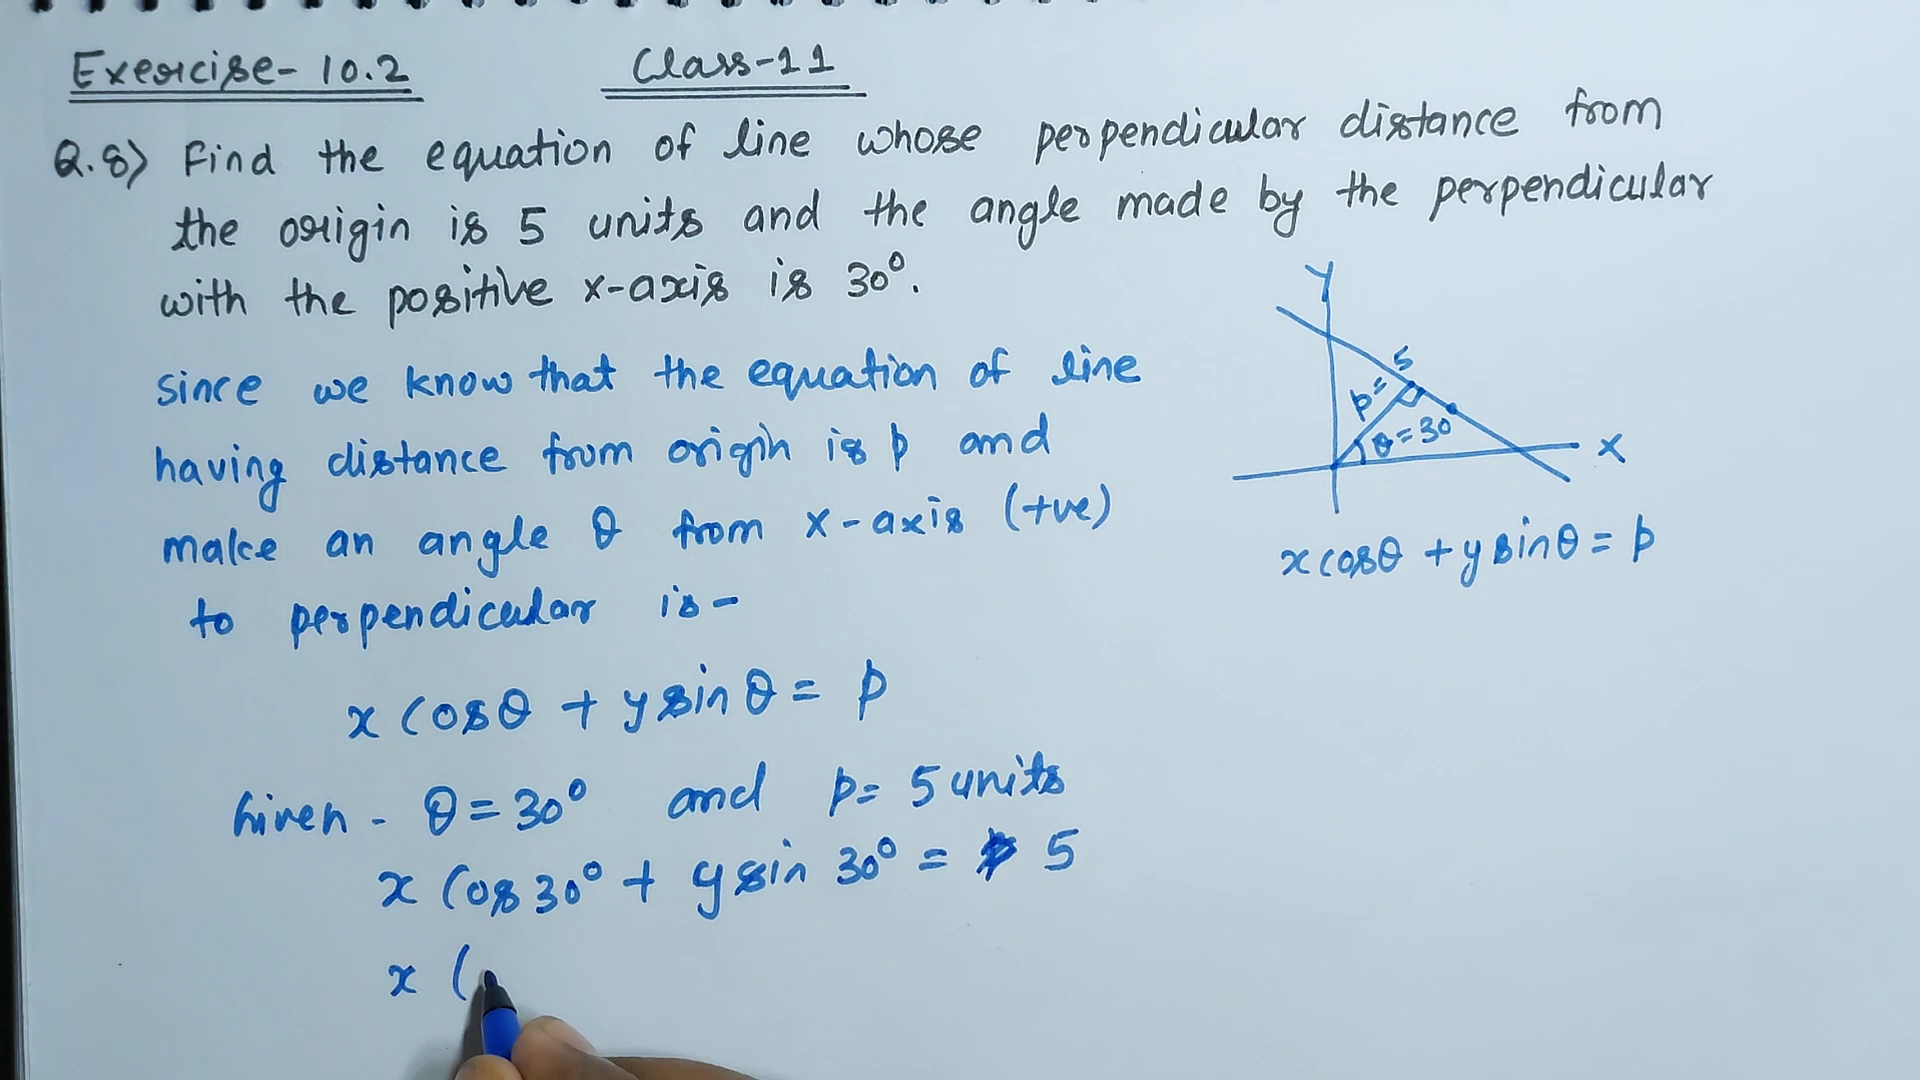 Exercise- 10.2 Class-11
Q.8) Find the equation of line whose perpendicular distance from
the origin is 5 units and the angle made by the perpendicular
with the positive x-axis is 30°.
since we know that the equation of line
having distance from origin is p and
make an angle θ from x-axis (+ve)
to perpendicular is-
x cosθ + y sin θ = p
Given - θ = 30° and p = 5 units
x Cos 30° + y sin 30° = 5
x (
Y
p = 5
θ = 30
X
x cosθ + y sinθ = p